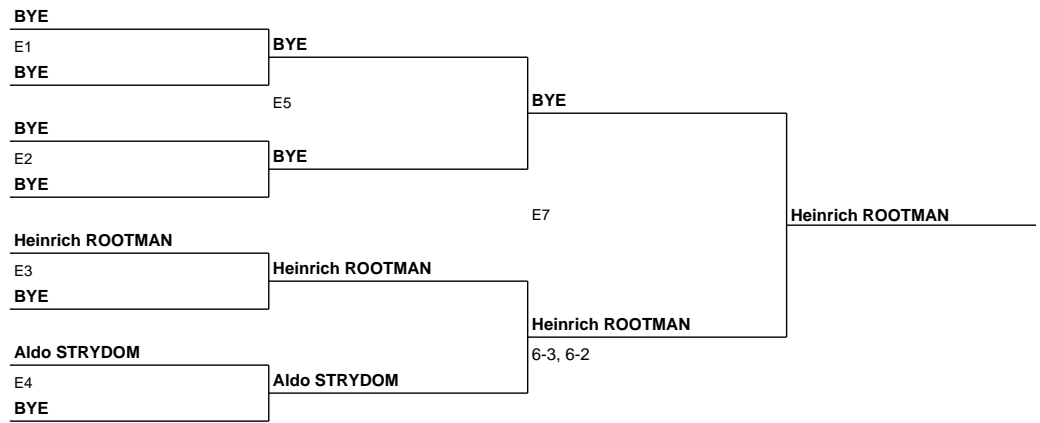 BYE
E1
BYE
BYE
E5
BYE
BYE
E2
BYE
BYE
E7
Heinrich ROOTMAN
Heinrich ROOTMAN
E3
Heinrich ROOTMAN
BYE
Heinrich ROOTMAN
Aldo STRYDOM
6-3, 6-2
E4
Aldo STRYDOM
BYE